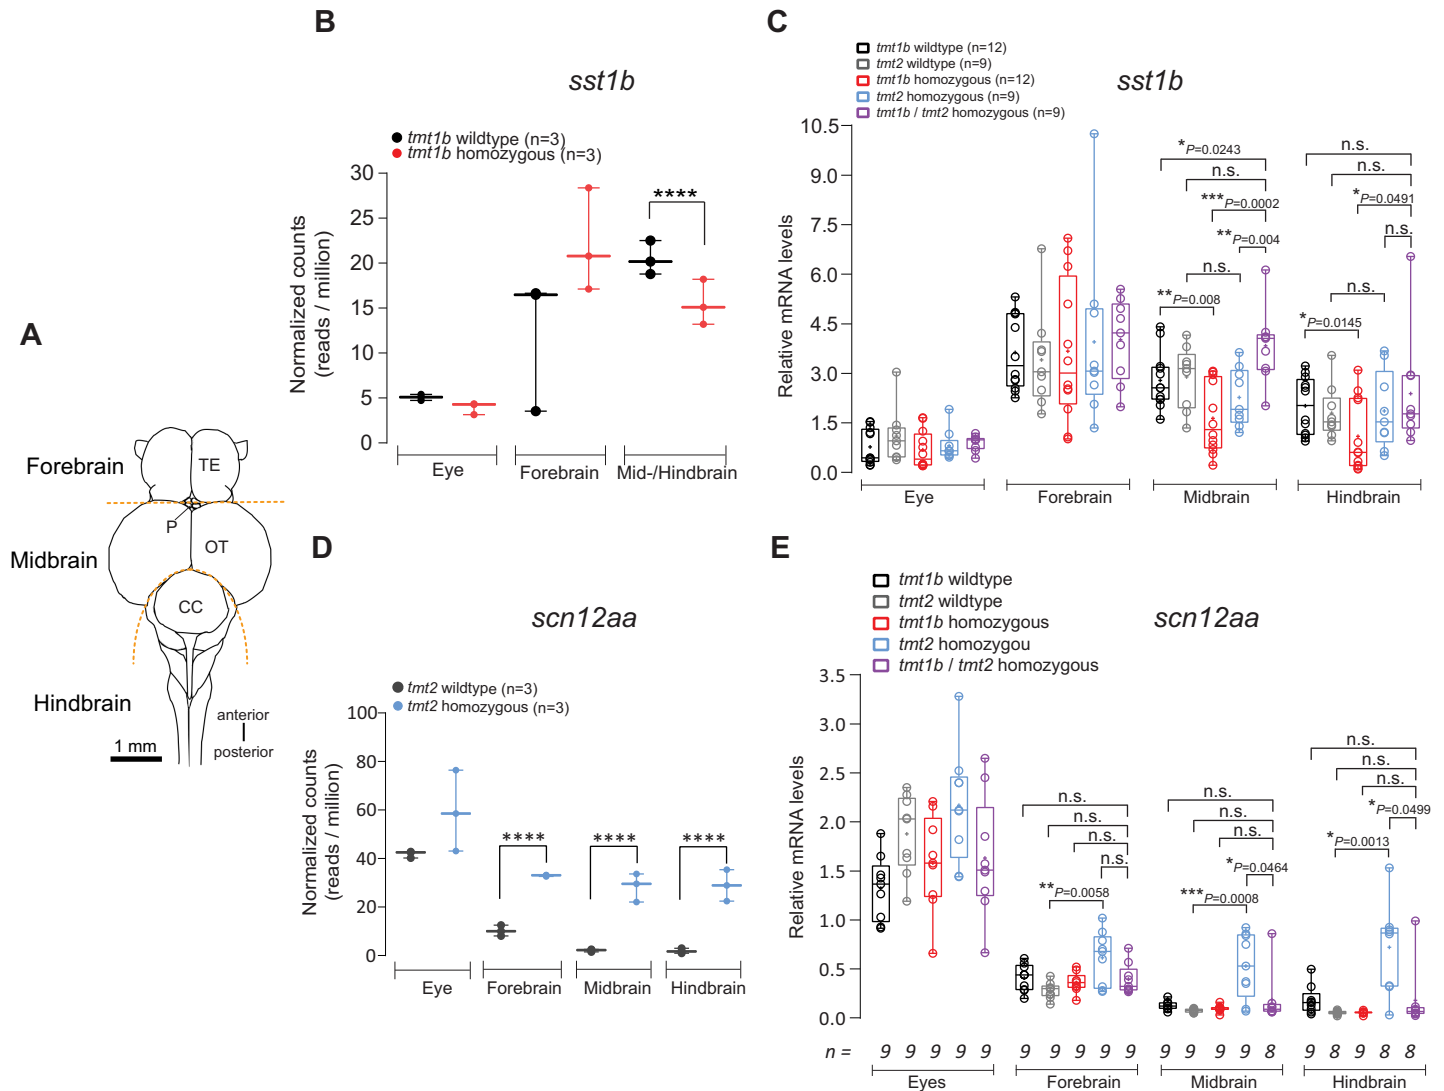 A
Forebrain
TE
P
Midbrain
OT
CC
Hindbrain
anterior
posterior
1 mm
B
sst1b
tmt1b wildtype (n=3)
tmt1b homozygous (n=3)
Normalized counts
(reads / million)
30
25
20
15
10
5
0
****
Eye
Forebrain
Mid-/Hindbrain
C
tmt1b wildtype (n=12)
tmt2 wildtype (n=9)
tmt1b homozygous (n=12)
tmt2 homozygous (n=9)
tmt1b / tmt2 homozygous (n=9)
sst1b
Relative mRNA levels
10.5
9.0
7.5
6.0
4.5
3.0
1.5
0.0
*P=0.0243
n.s.
***P=0.0002
**P=0.004
n.s.
**P=0.008
n.s.
n.s.
*P=0.0491
n.s.
n.s.
*P=0.0145
Eye
Forebrain
Midbrain
Hindbrain
D
scn12aa
tmt2 wildtype (n=3)
tmt2 homozygous (n=3)
Normalized counts
(reads / million)
100
80
60
40
20
0
****
****
****
Eye
Forebrain
Midbrain
Hindbrain
E
tmt1b wildtype
tmt2 wildtype
tmt1b homozygous
tmt2 homozygou
tmt1b / tmt2 homozygous
scn12aa
Relative mRNA levels
3.5
3.0
2.5
2.0
1.5
1.0
0.5
0.0
n.s.
n.s.
n.s.
n.s.
**P=0.0058
n.s.
n.s.
n.s.
*P=0.0464
***P=0.0008
n.s.
n.s.
n.s.
*P=0.0499
*P=0.0013
n = 9 9 9 9 9 9 9 9 9 9 9 9 9 9 8 9 8 9 8 8
Eyes
Forebrain
Midbrain
Hindbrain